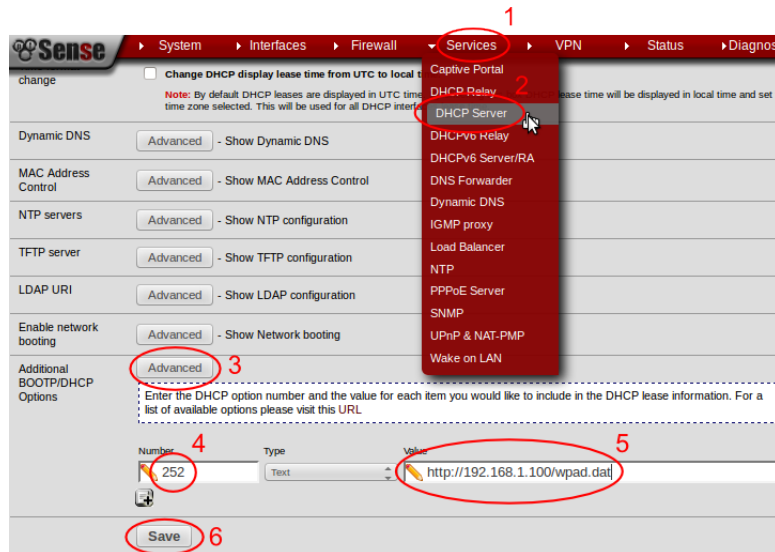 1
Sense
System
Interfaces
Firewall
Services
VPN
Status
Diagnos
change
Change DHCP display lease time from UTC to local t
Note: By default DHCP leases are displayed in UTC time
lease time will be displayed in local time and set
time zone selected. This will be used for all DHCP interfa
Captive Portal
DHCP Relay
2
DHCP Server
DHCPv6 Relay
DHCPv6 Server/RA
DNS Forwarder
Dynamic DNS
IGMP proxy
Load Balancer
NTP
PPPoE Server
SNMP
UPnP & NAT-PMP
Wake on LAN
Dynamic DNS
Advanced - Show Dynamic DNS
MAC Address
Control
Advanced - Show MAC Address Control
NTP servers
Advanced - Show NTP configuration
TFTP server
Advanced - Show TFTP configuration
LDAP URI
Advanced - Show LDAP configuration
Enable network
booting
Advanced - Show Network booting
Additional
BOOTP/DHCP
Options
Advanced
3
Enter the DHCP option number and the value for each item you would like to include in the DHCP lease information. For a
list of available options please visit this URL
4
5
Number Type Value
252 Text http://192.168.1.100/wpad.dat
Save
6